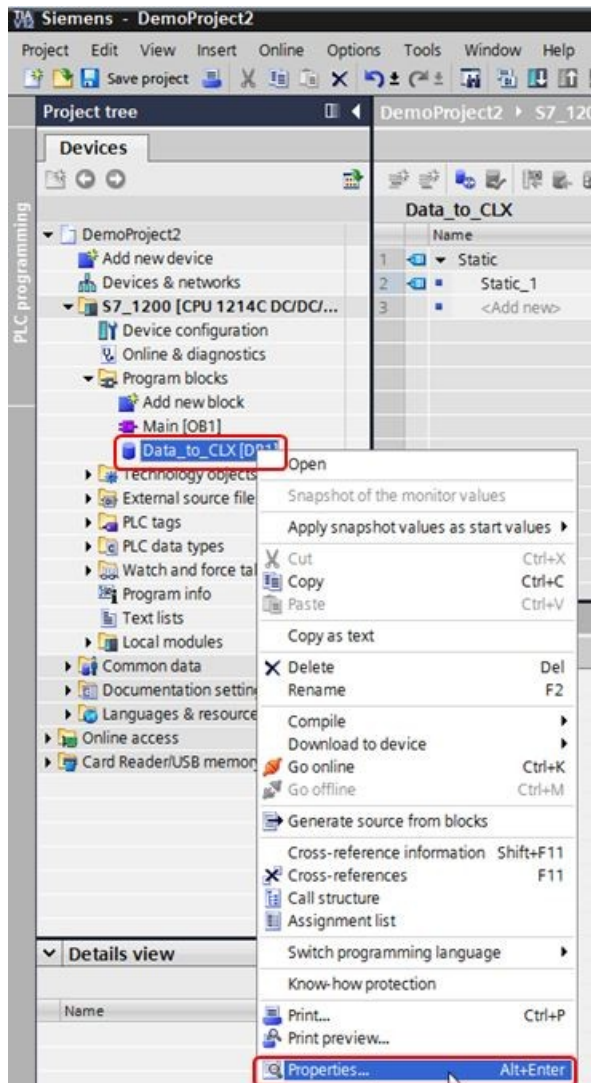 Siemens - DemoProject2
Project Edit View Insert Online Options Tools Window Help
Save project
Project tree
DemoProject2 S7_120
Devices
PLC programming
Data_to_CLX
Name
DemoProject2
Add new device
Devices & networks
S7_1200 [CPU 1214C DC/DC/...
Device configuration
Online & diagnostics
Program blocks
Add new block
Main [OB1]
Data_to_CLX [DB1]
Technology objects
External source file
PLC tags
PLC data types
Watch and force tal
Program info
Text lists
Local modules
Common data
Documentation setting
Languages & resource
Online access
Card Reader/USB memor
1 Static
2 Static_1
3 <Add new>
Open
Snapshot of the monitor values
Apply snapshot values as start values
Cut Ctrl+X
Copy Ctrl+C
Paste Ctrl+V
Copy as text
Delete Del
Rename F2
Compile
Download to device
Go online Ctrl+K
Go offline Ctrl+M
Generate source from blocks
Cross-reference information Shift+F11
Cross-references F11
Call structure
Assignment list
Switch programming language
Know-how protection
Print... Ctrl+P
Print preview...
Properties... Alt+Enter
Details view
Name